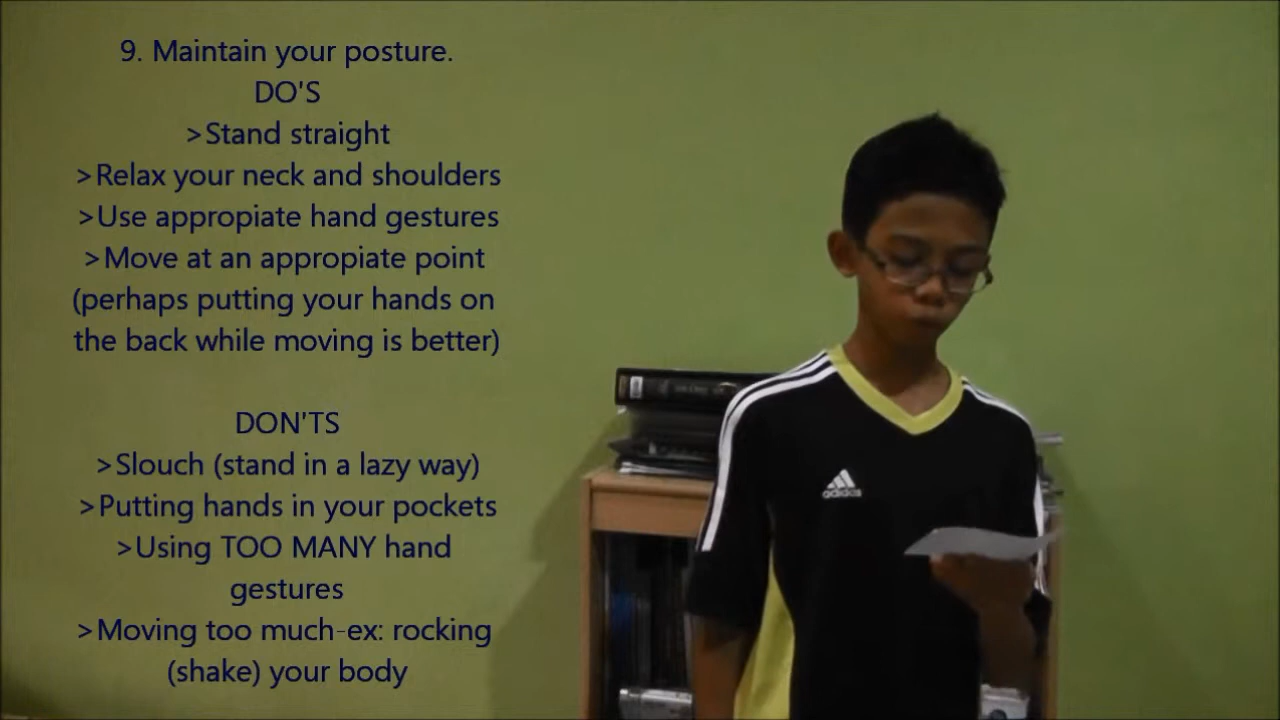 9. Maintain your posture.
DO'S
>Stand straight
>Relax your neck and shoulders
>Use appropiate hand gestures
>Move at an appropiate point
(perhaps putting your hands on
the back while moving is better)
DON'TS
>Slouch (stand in a lazy way)
>Putting hands in your pockets
>Using TOO MANY hand
gestures
>Moving too much-ex: rocking
(shake) your body
adidas